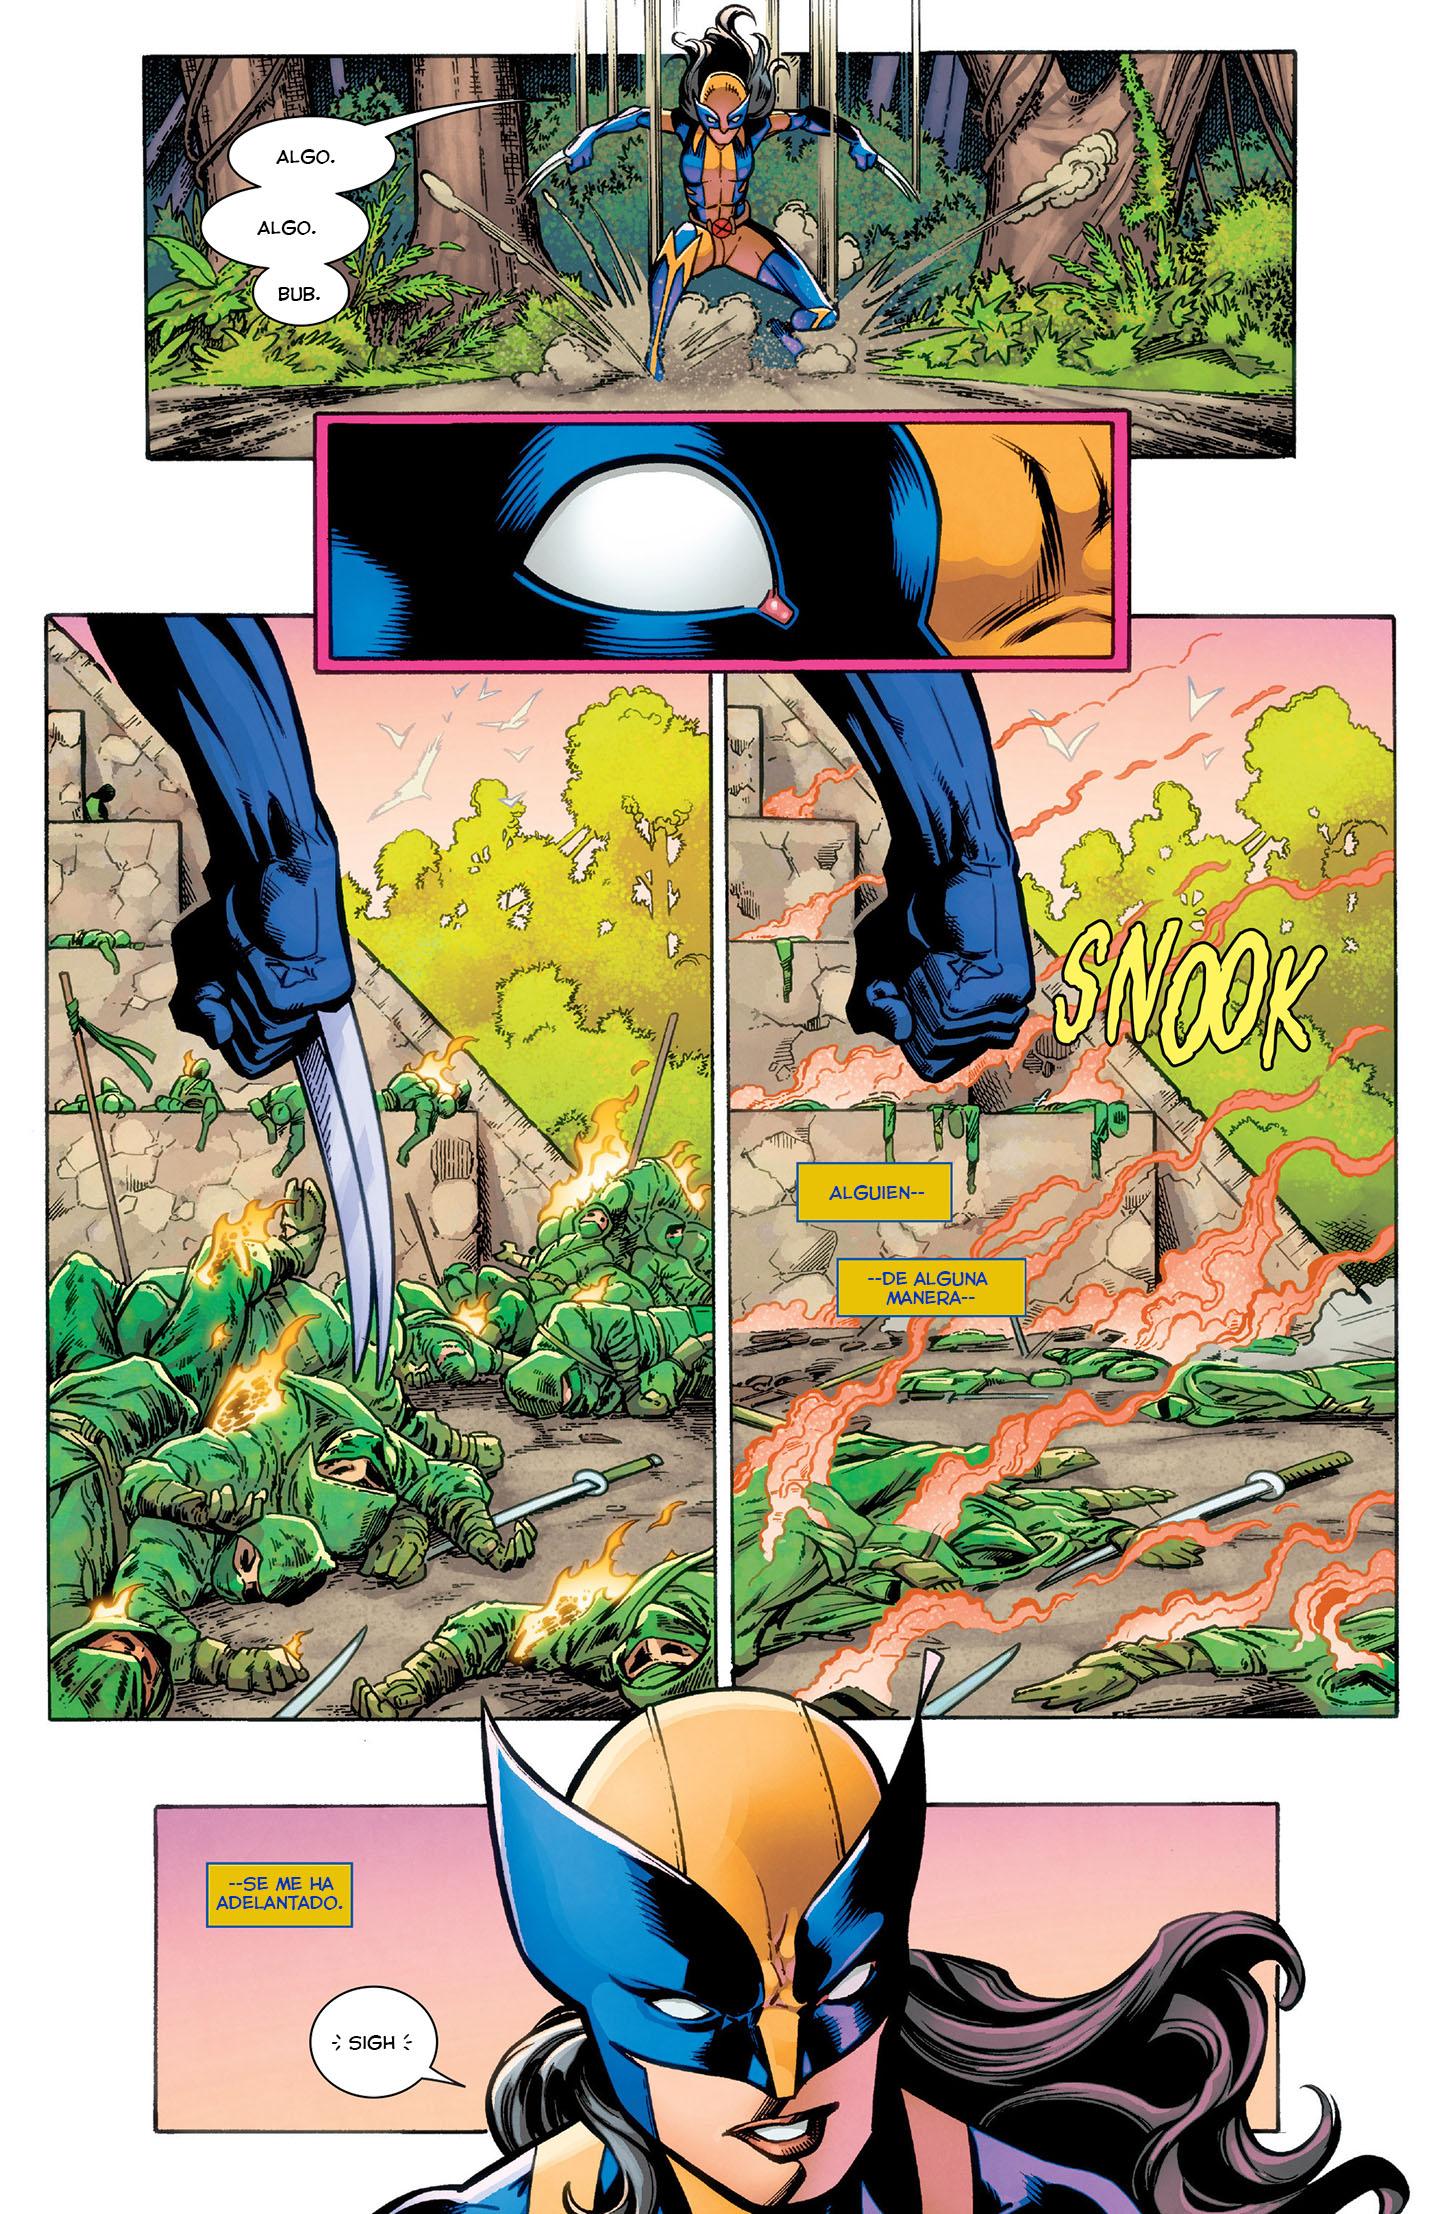 ALGO.
ALGO.
BUB.
SNOOK
ALGUIEN--
--DE ALGUNA
MANERA--
--SE ME HA
ADELANTADO.
SIGH